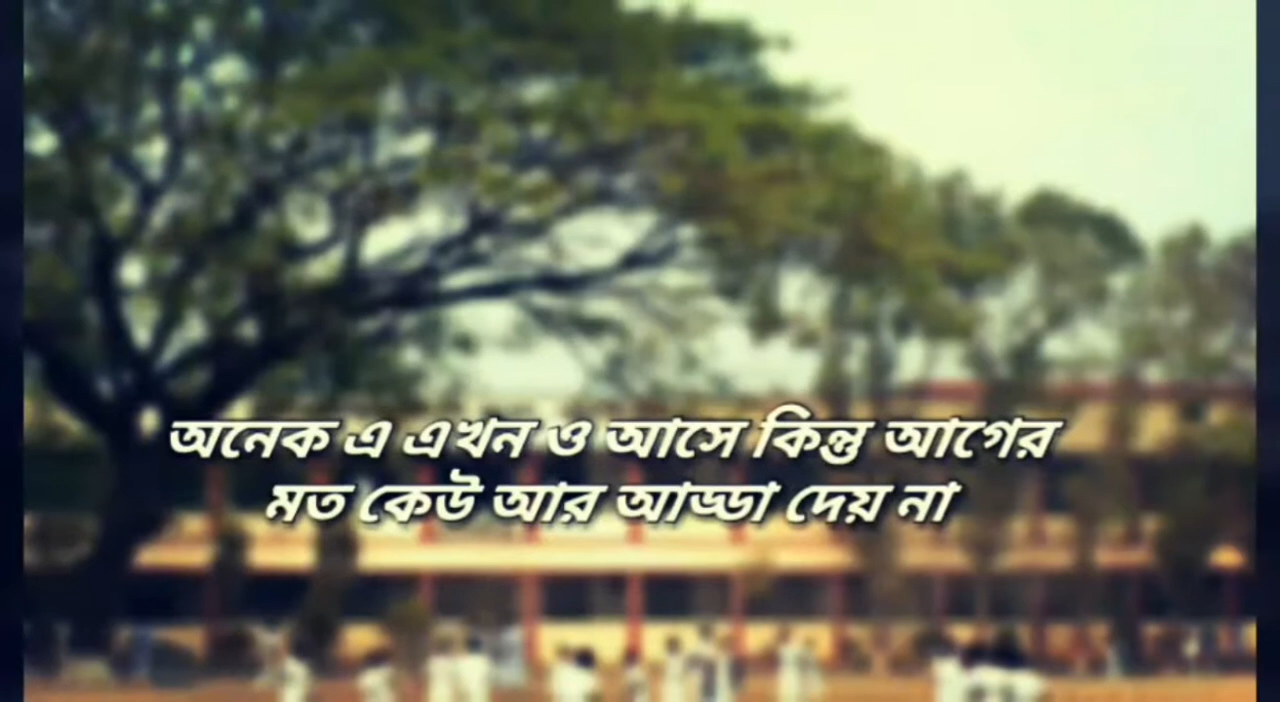 অনেক এ এখন ও আসে কিন্তু আগের
মত কেউ আর আড্ডা দেয় না